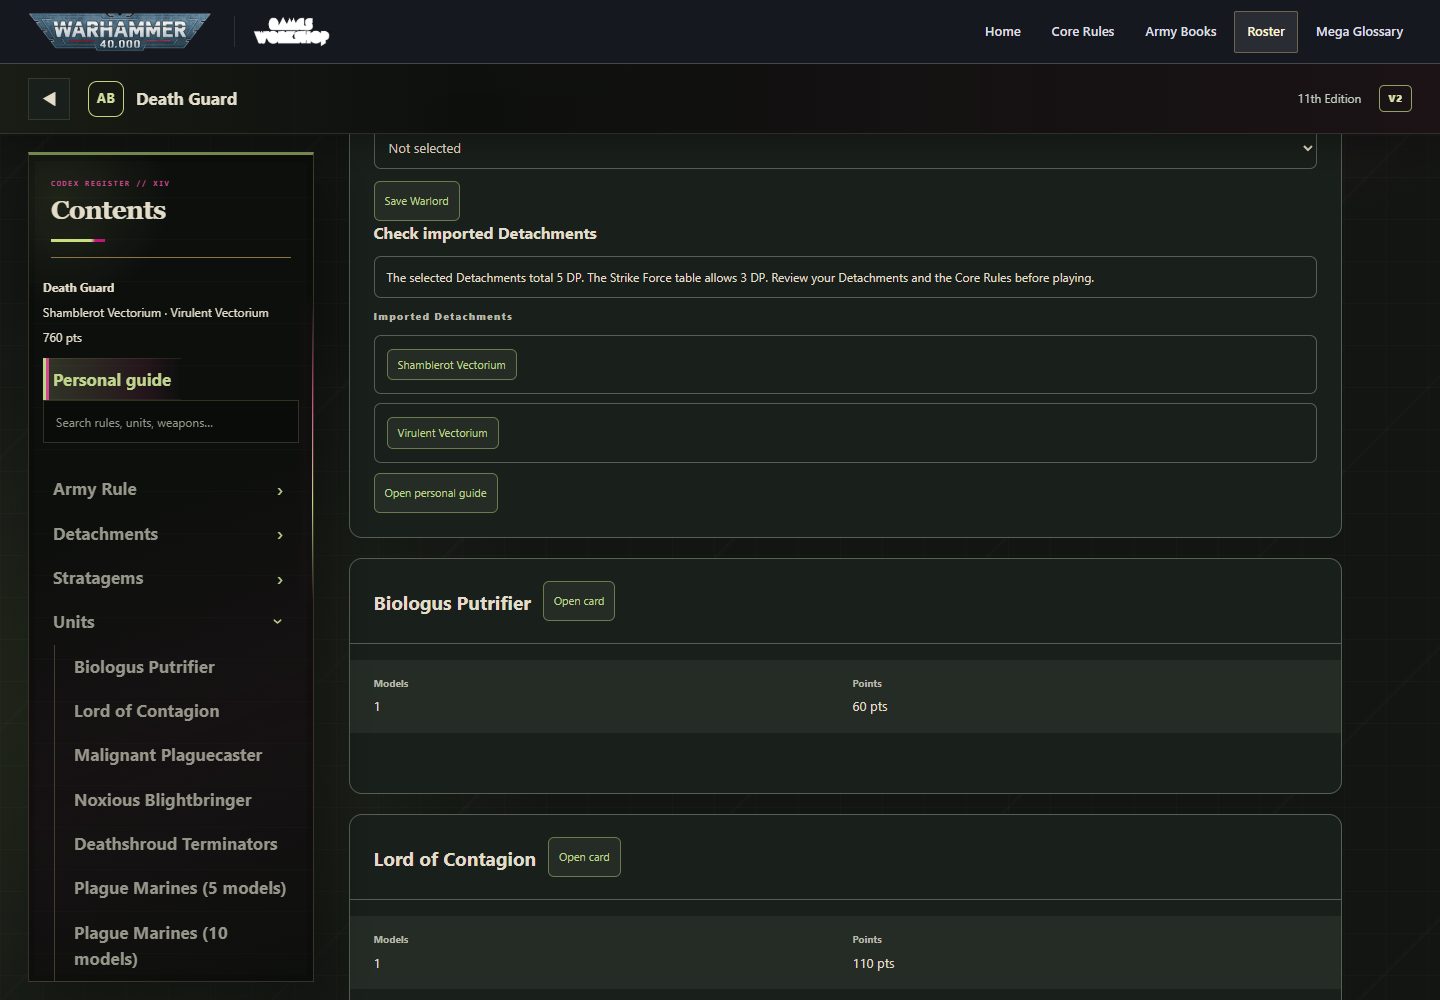 WARHAMMER
40,000
GAMES
WORKSHOP
Home
Core Rules
Army Books
Roster
Mega Glossary
◀
AB
Death Guard
11th Edition
V2
CODEX REGISTER // XIV
Contents
Death Guard
Shamblerot Vectorium · Virulent Vectorium
760 pts
Personal guide
Search rules, units, weapons...
Army Rule
Detachments
Stratagems
Units
Biologus Putrifier
Lord of Contagion
Malignant Plaguecaster
Noxious Blightbringer
Deathshroud Terminators
Plague Marines (5 models)
Plague Marines (10
models)
Not selected
Save Warlord
Check imported Detachments
The selected Detachments total 5 DP. The Strike Force table allows 3 DP. Review your Detachments and the Core Rules before playing.
Imported Detachments
Shamblerot Vectorium
Virulent Vectorium
Open personal guide
Biologus Putrifier
Open card
Models
Points
1
60 pts
Lord of Contagion
Open card
Models
Points
1
110 pts